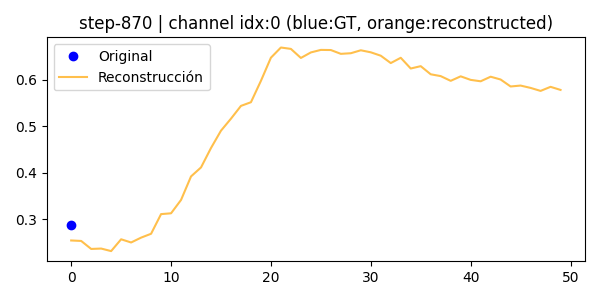 step-870 | channel idx:0 (blue:GT, orange:reconstructed)
Original
Reconstrucción
0.6
0.5
0.4
0.3
0 10 20 30 40 50